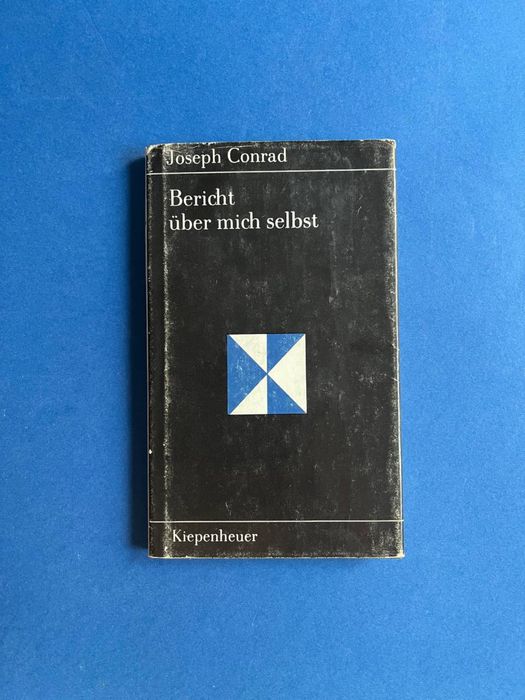 Joseph Conrad
Bericht
über mich selbst
Kiepenheuer